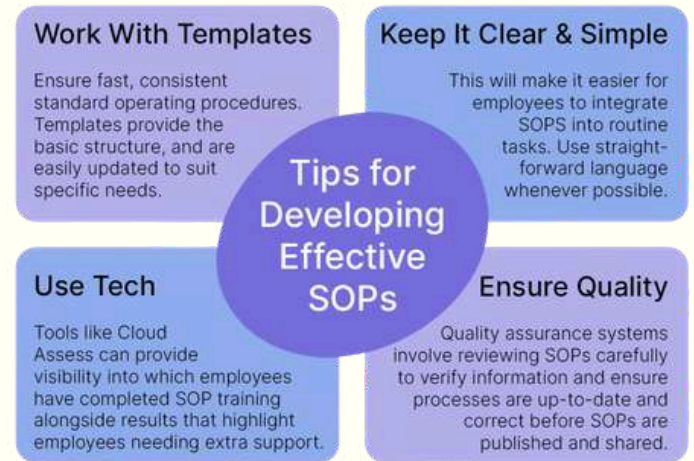 Work With Templates
Ensure fast, consistent
standard operating procedures.
Templates provide the
basic structure, and are
easily updated to suit
specific needs.
Keep It Clear & Simple
This will make it easier for
employees to integrate
SOPS into routine
tasks. Use straight-
forward language
whenever possible.
Tips for
Developing
Effective
SOPs
Use Tech
Tools like Cloud
Assess can provide
visibility into which employees
have completed SOP training
alongside results that highlight
employees needing extra support.
Ensure Quality
Quality assurance systems
involve reviewing SOPs carefully
to verify information and ensure
processes are up-to-date and
correct before SOPs are
published and shared.